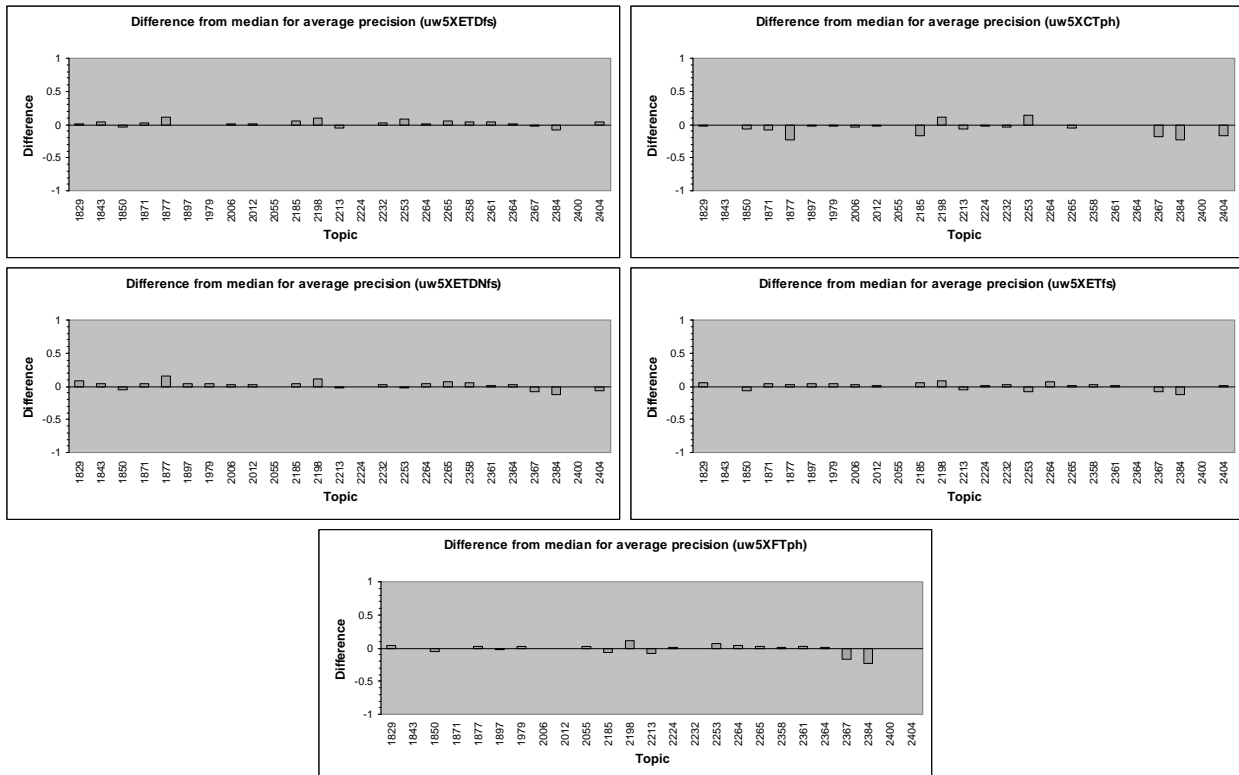 Difference from median for average precision (uw5XETDfs)
1
0.5
0
-0.5
-1
Difference
1829 1843 1850 1871 1877 1897 1979 2006 2012 2055 2185 2198 2213 2224 2232 2253 2264 2265 2358 2361 2364 2367 2384 2400 2404
Topic
Difference from median for average precision (uw5XCTph)
1
0.5
0
-0.5
-1
Difference
1829 1843 1850 1871 1877 1897 1979 2006 2012 2055 2185 2198 2213 2224 2232 2253 2264 2265 2358 2361 2364 2367 2384 2400 2404
Topic
Difference from median for average precision (uw5XETDNfs)
1
0.5
0
-0.5
-1
Difference
1829 1843 1850 1871 1877 1897 1979 2006 2012 2055 2185 2198 2213 2224 2232 2253 2264 2265 2358 2361 2364 2367 2384 2400 2404
Topic
Difference from median for average precision (uw5XETfs)
1
0.5
0
-0.5
-1
Difference
1829 1843 1850 1871 1877 1897 1979 2006 2012 2055 2185 2198 2213 2224 2232 2253 2264 2265 2358 2361 2364 2367 2384 2400 2404
Topic
Difference from median for average precision (uw5XFTph)
1
0.5
0
-0.5
-1
Difference
1829 1843 1850 1871 1877 1897 1979 2006 2012 2055 2185 2198 2213 2224 2232 2253 2264 2265 2358 2361 2364 2367 2384 2400 2404
Topic